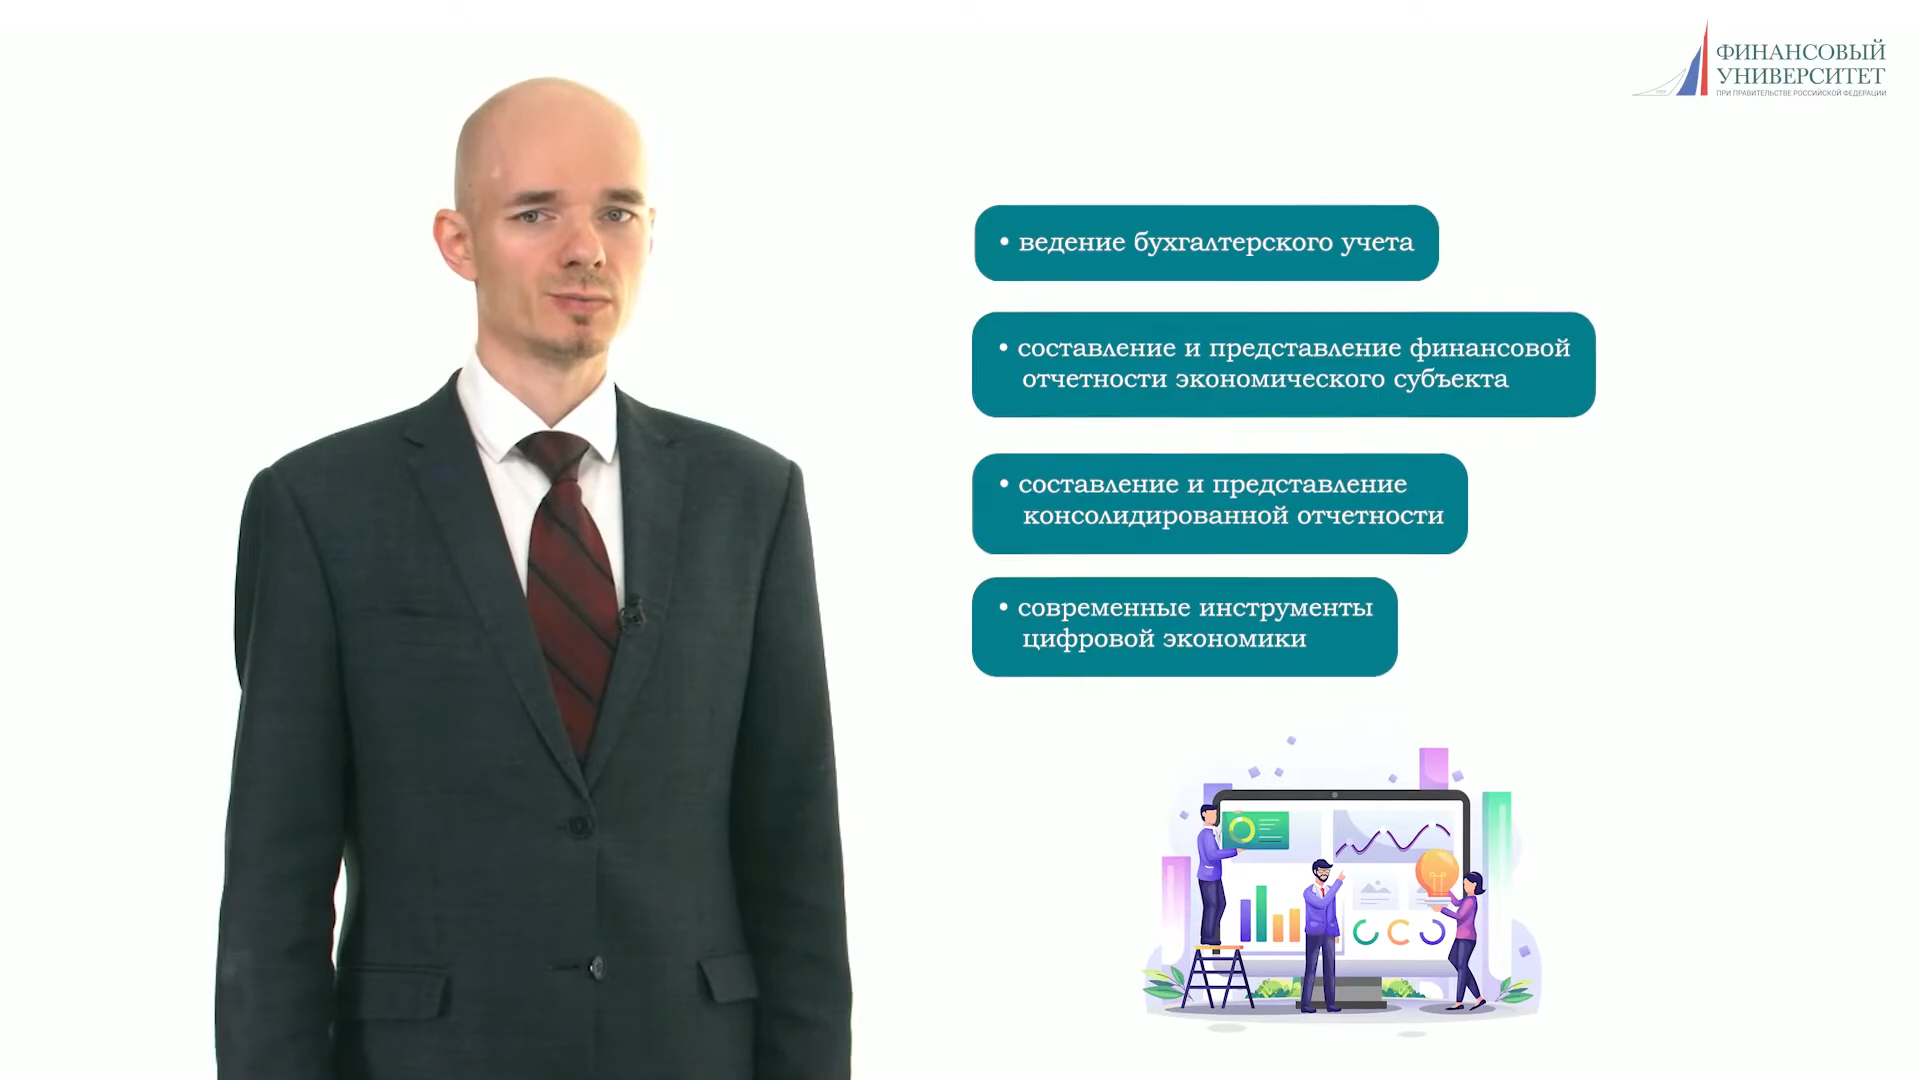 ФИНАНСОВЫЙ
УНИВЕРСИТЕТ
ПРИ ПРАВИТЕЛЬСТВЕ РОССИЙСКОЙ ФЕДЕРАЦИИ
• ведение бухгалтерского учета
• составление и представление финансовой
отчетности экономического субъекта
• составление и представление
консолидированной отчетности
• современные инструменты
цифровой экономики